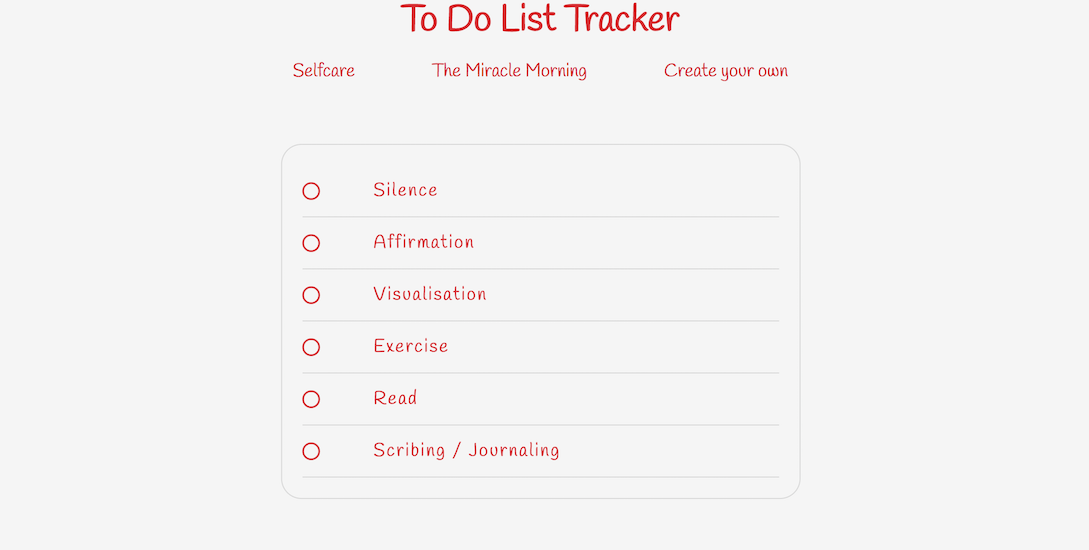 To Do List Tracker
Selfcare The Miracle Morning Create your own
Silence
Affirmation
Visualisation
Exercise
Read
Scribing / Journaling